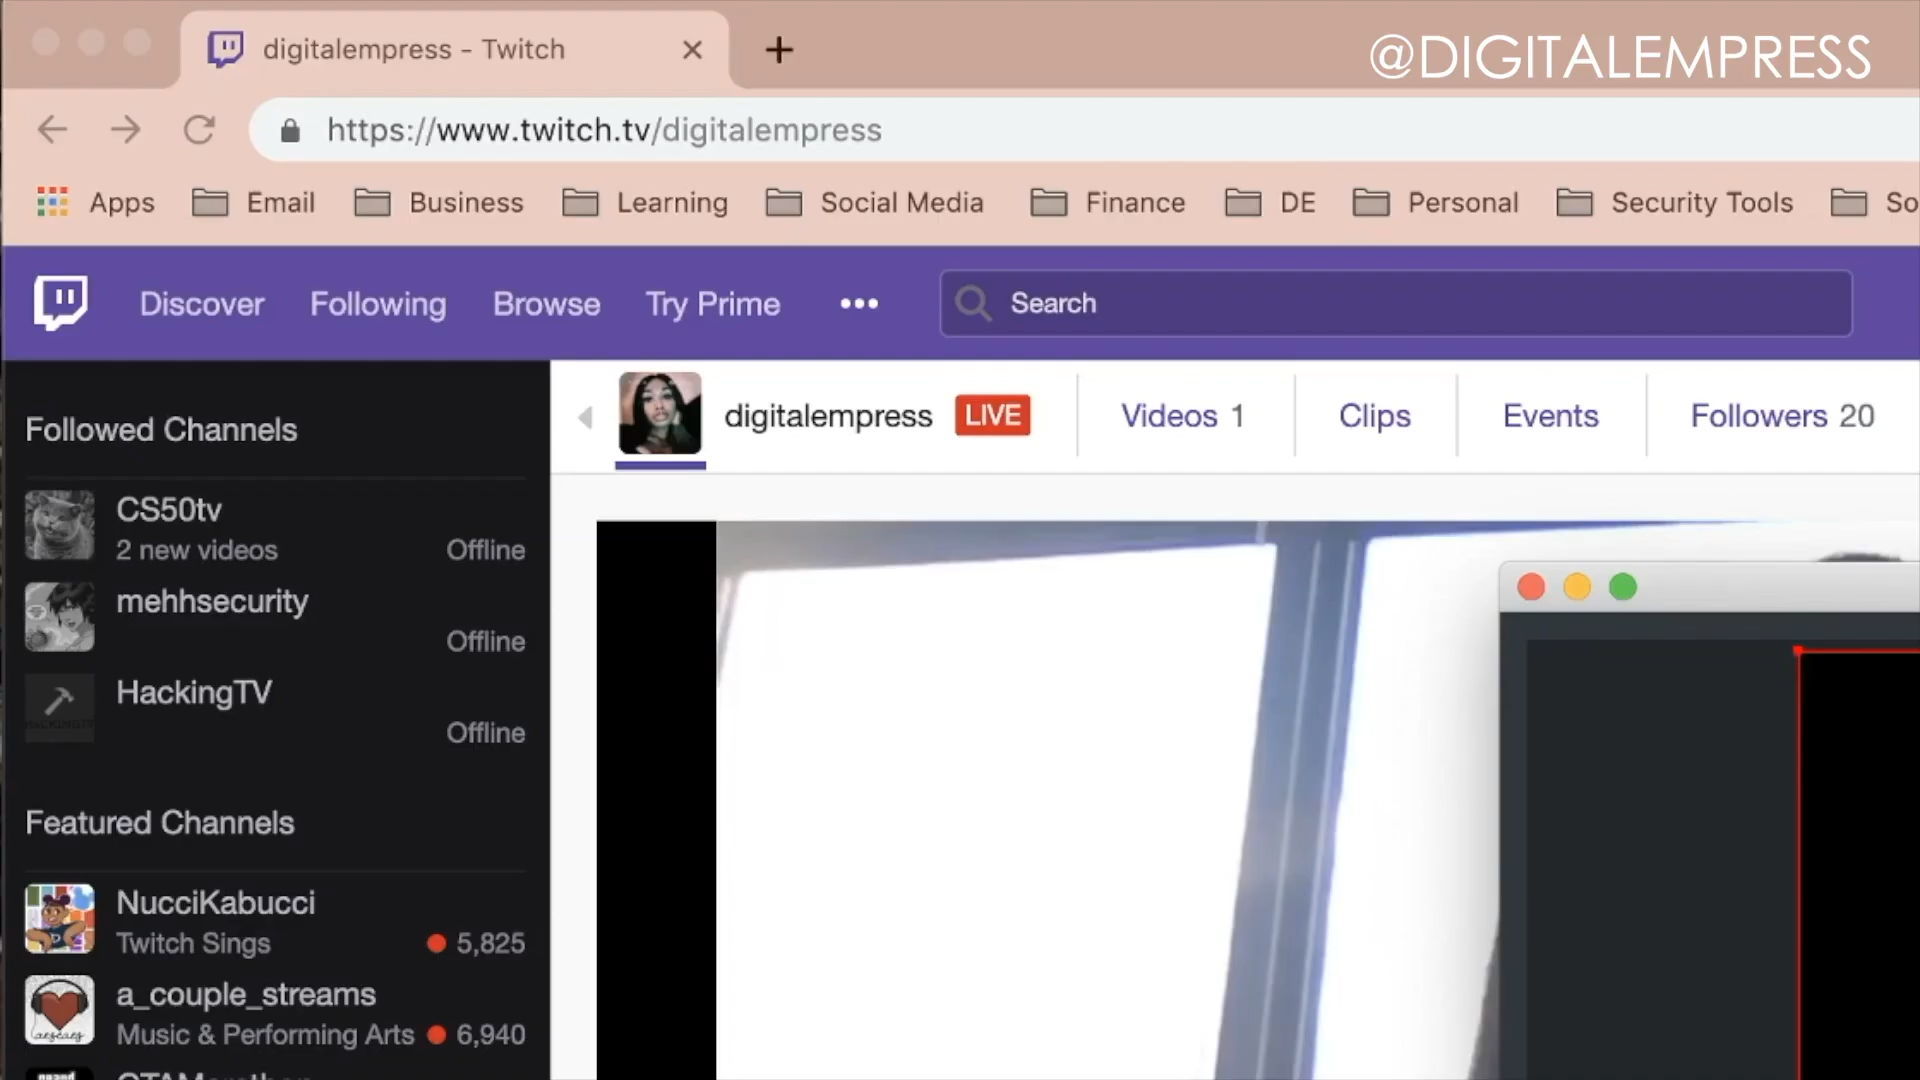 digitalempress - Twitch
@DIGITALEMPRESS
https://www.twitch.tv/digitalempress
Apps Email Business Learning Social Media Finance DE Personal Security Tools So
Discover Following Browse Try Prime Search
digitalempress LIVE Videos 1 Clips Events Followers 20
Followed Channels
CS50tv
2 new videos Offline
mehhsecurity
Offline
HackingTV
Offline
Featured Channels
NucciKabucci
Twitch Sings 5,825
a_couple_streams
Music & Performing Arts 6,940